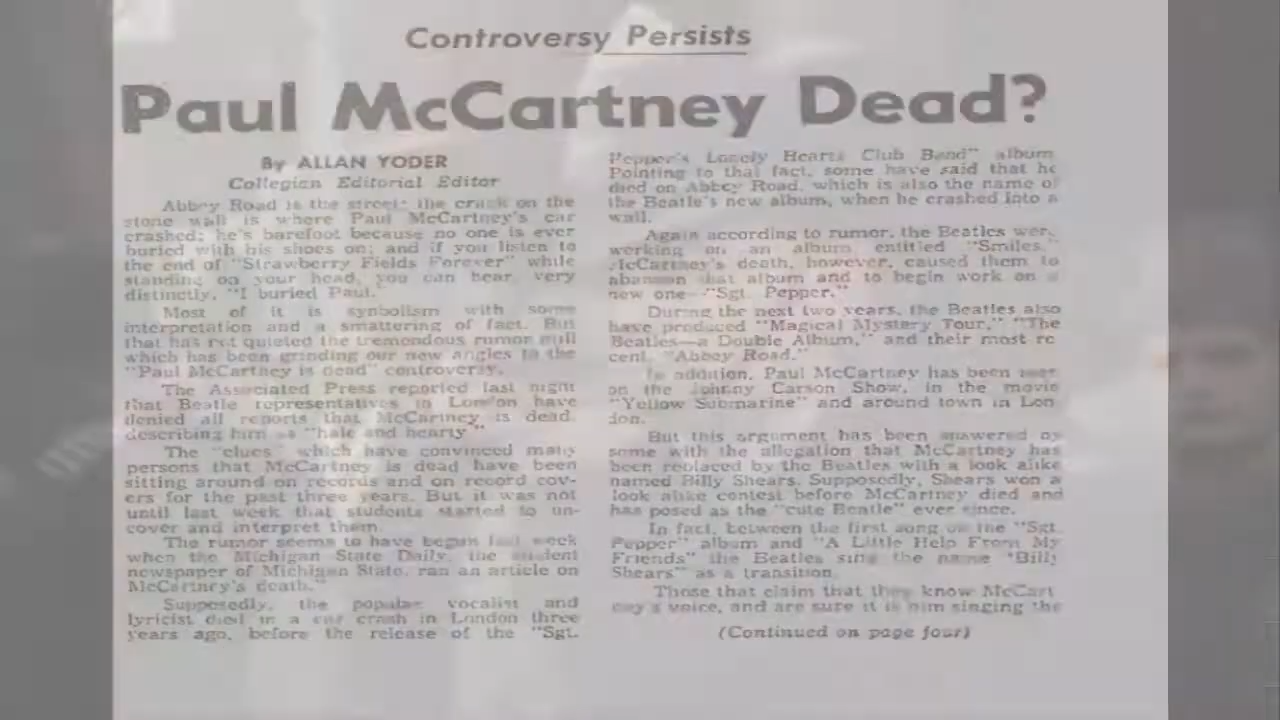 Controversy Persists
Paul McCartney Dead?
By ALLAN YODER
Collegian Editorial Editor
Abbey Road is the street; the crack on the
stone wall is where Paul McCartney's car
crashed; he's barefoot because no one is ever
buried with his shoes on; and if you listen to
the end of "Strawberry Fields Forever" while
standing on your head, you can hear, very
distinctly, "I buried Paul."
Most of it is symbolism with some
interpretation and a smattering of fact. But
that has not quieted the tremondous rumor mill
which has been grinding our new angles to the
"Paul McCartney is dead" controversy.
The Associated Press reported last night
that Beatle representatives in London have
denied all reports that McCartney is dead,
describing him as "hale and hearty"
The "clues" which have convinced many
persons that McCartney is dead have been
sitting around on records and on record cov-
ers for the past three years. But it was not
until last week that students started to un-
cover and interpret them.
The rumor seems to have begun last week
when the Michigan State Daily, the student
newspaper of Michigan State, ran an article on
McCartney's death."
Supposedly, the popular vocalist and
lyricist died in a car crash in London three
years ago, before the release of the "Sgt.
Pepper's Lonely Hearts Club Band" album
Pointing to that fact, some have said that he
died on Abbey Road, which is also the name of
the Beatle's new album, when he crashed into a
wall.
Again according to rumor, the Beatles were
working on an album entitled "Smiles."
McCartney's death, however, caused them to
abandon that album and to begin work on a
new one—"Sgt. Pepper."
During the next two years, the Beatles also
have produced "Magical Mystery Tour," "The
Beatles—a Double Album," and their most re
cent, "Abbey Road."
In addition, Paul McCartney has been seen
on the Johnny Carson Show, in the movie
"Yellow Submarine" and around town in Lon
don.
But this argument has been answered by
some with the allegation that McCartney has
been replaced by the Beatles with a look alike
named Billy Shears. Supposedly, Shears won a
look alike contest before McCartney died and
has posed as the "cute Beatle" ever since.
In fact, between the first song on the "Sgt.
Pepper" album and "A Little Help From My
Friends" the Beatles sing the name "Billy
Shears" as a transition.
Those that claim that they know McCart
ney's voice, and are sure it is him singing the
(Continued on page four)